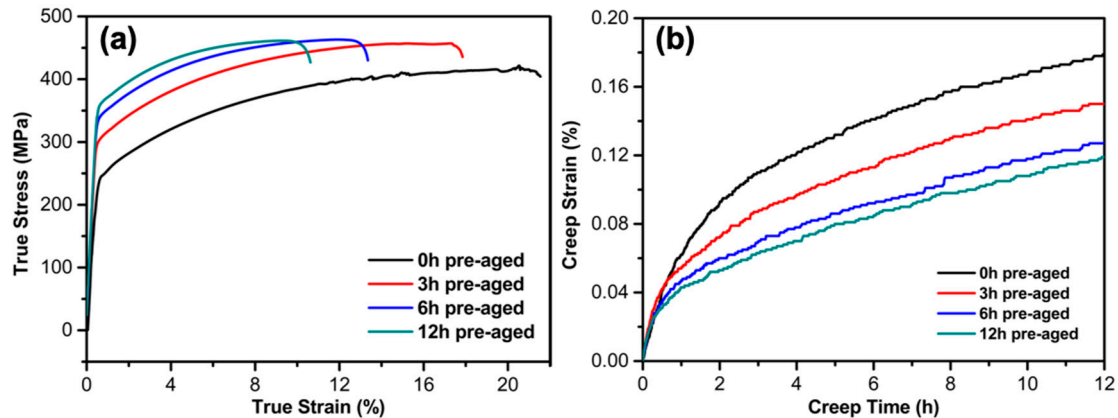 (a)
True Stress (MPa)
500
400
300
200
100
0
0 4 8 12 16 20
True Strain (%)
0h pre-aged
3h pre-aged
6h pre-aged
12h pre-aged
(b)
Creep Strain (%)
0.20
0.16
0.12
0.08
0.04
0.00
0 2 4 6 8 10 12
Creep Time (h)
0h pre-aged
3h pre-aged
6h pre-aged
12h pre-aged